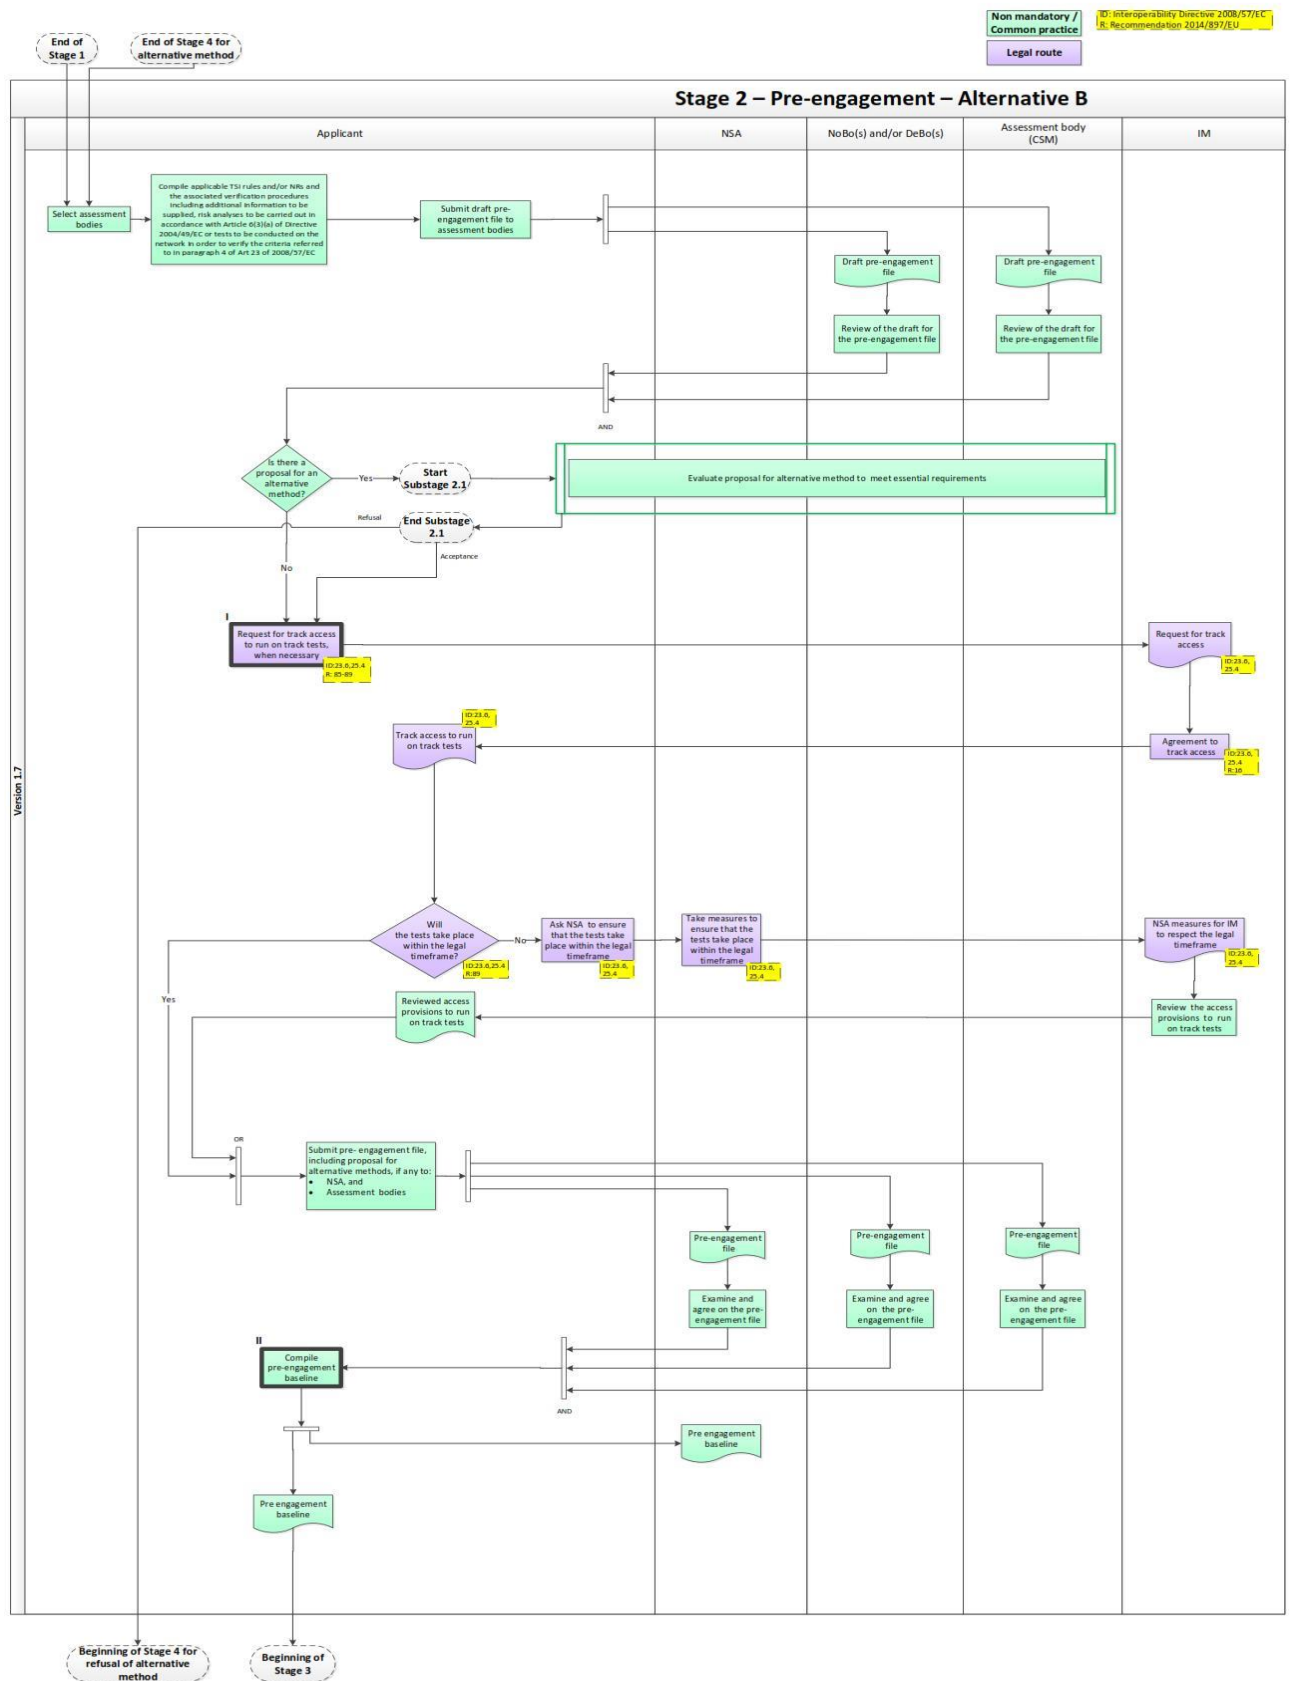 Non mandatory /
Common practice
Legal route
ID: Interoperability Directive 2008/57/EC
R: Recommendation 2014/897/EU
End of
Stage 1
End of Stage 4 for
alternative method
Stage 2 – Pre-engagement – Alternative B
Applicant
NSA
NoBo(s) and/or DeBo(s)
Assessment body
(CSM)
IM
Version 1.7
Select assessment
bodies
Compile applicable TSI rules and/or NRs and
the associated verification procedures
including additional information to be
supplied, risk analyses to be carried out in
accordance with Article 6(3)(a) of Directive
2004/49/EC or tests to be conducted on the
network in order to verify the criteria referred
to in paragraph 4 of Art 23 of 2008/57/EC
Submit draft pre-
engagement file to
assessment bodies
Draft pre-engagement
file
Draft pre-engagement
file
Review of the draft for
the pre-engagement file
Review of the draft for
the pre-engagement file
AND
Is there a
proposal for an
alternative
method?
Yes
Start
Substage 2.1
Evaluate proposal for alternative method to meet essential requirements
Refusal
End Substage
2.1
Acceptance
No
I
Request for track access
to run on track tests,
when necessary
ID:23.6,25.4
R: 85-89
Request for track
access
ID:23.6,
25.4
ID:23.6,
25.4
Track access to run
on track tests
Agreement to
track access
ID:23.6,
25.4
R:16
Will
the tests take place
within the legal
timeframe?
ID:23.6,25.4
R:89
No
Ask NSA to ensure
that the tests take
place within the legal
timeframe
ID:23.6,
25.4
Take measures to
ensure that the
tests take place
within the legal
timeframe
ID:23.6,
25.4
NSA measures for IM
to respect the legal
timeframe
ID:23.6,
25.4
Yes
Reviewed access
provisions to run
on track tests
Review the access
provisions to run
on track tests
OR
Submit pre- engagement file,
including proposal for
alternative methods, if any to:
• NSA, and
• Assessment bodies
Pre-engagement
file
Pre-engagement
file
Pre-engagement
file
Examine and
agree on the pre-
engagement file
Examine and agree
on the pre-
engagement file
Examine and agree
on the pre-
engagement file
II
Compile
pre-engagement
baseline
AND
Pre engagement
baseline
Pre engagement
baseline
Beginning of Stage 4 for
refusal of alternative
method
Beginning of
Stage 3